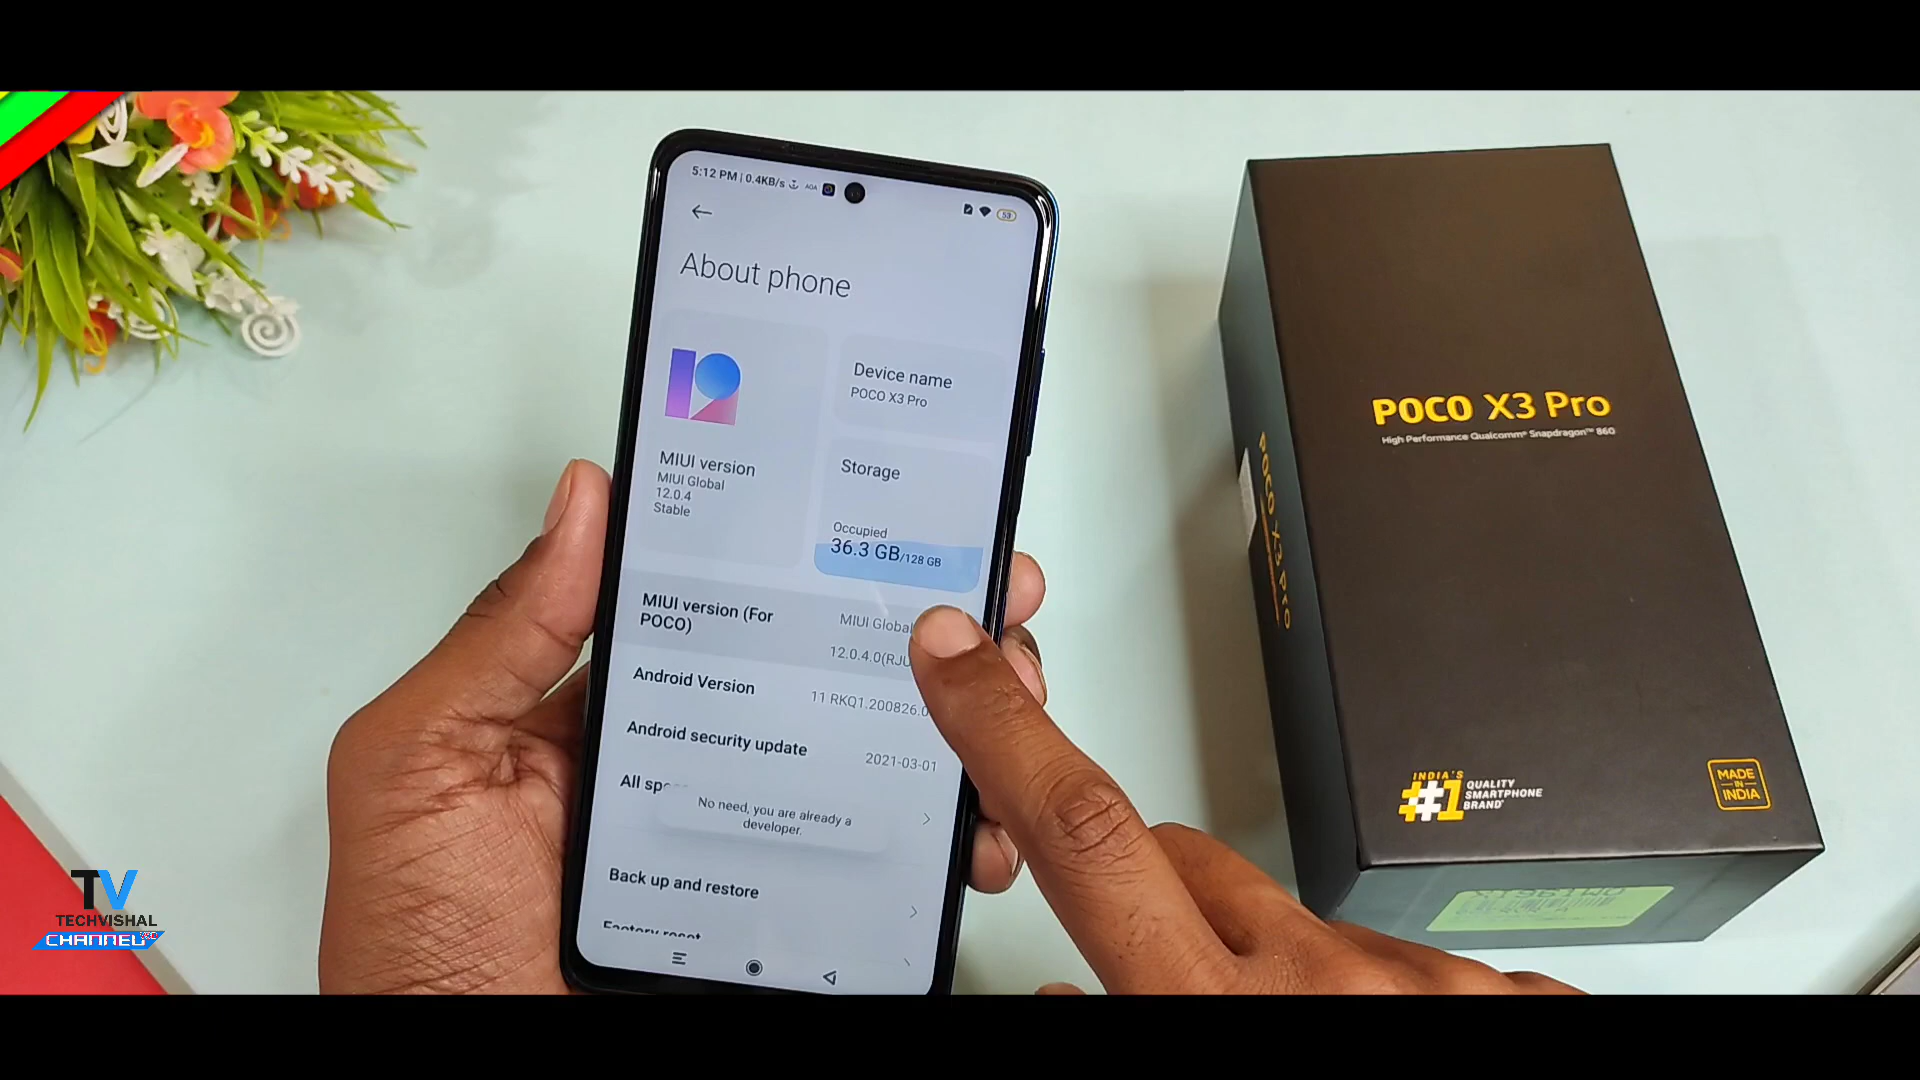 5:12 PM | 0.4KB/s
53
About phone
Device name
POCO X3 Pro
MIUI version
MIUI Global
12.0.4
Stable
Storage
Occupied
36.3 GB/128 GB
MIUI version (For
POCO)
MIUI Global
12.0.4.0(RJU
Android Version
11 RKQ1.200826.0
Android security update
2021-03-01
All
No need, you are already a
developer.
Back up and restore
Factory reset
POCO X3 Pro
High Performance Qualcomm® Snapdragon™ 860
POCO X3 Pro
INDIA'S
#1 QUALITY
SMARTPHONE
BRAND
MADE
IN
INDIA
TV
TECHVISHAL
CHANNEL